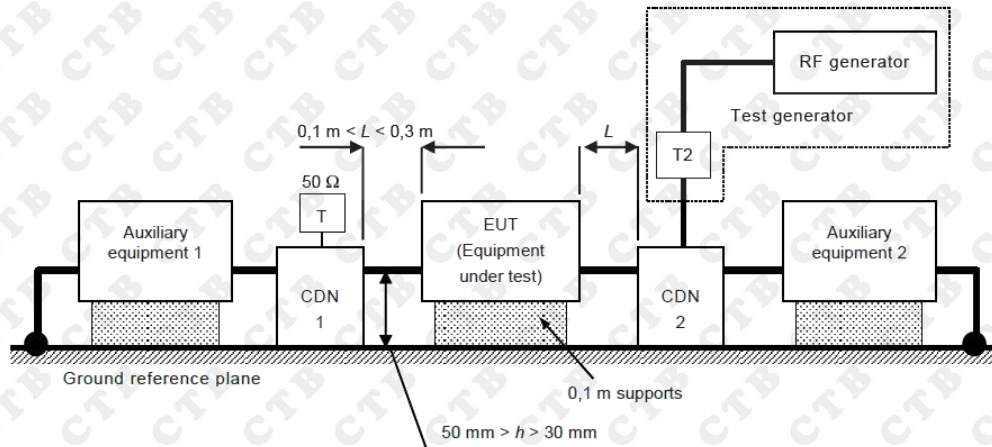 RF generator
Test generator
0,1 m < L < 0,3 m
L
T2
50 Ω
T
Auxiliary
equipment 1
EUT
(Equipment
under test)
Auxiliary
equipment 2
CDN
1
CDN
2
Ground reference plane
0,1 m supports
50 mm > h > 30 mm
CTB